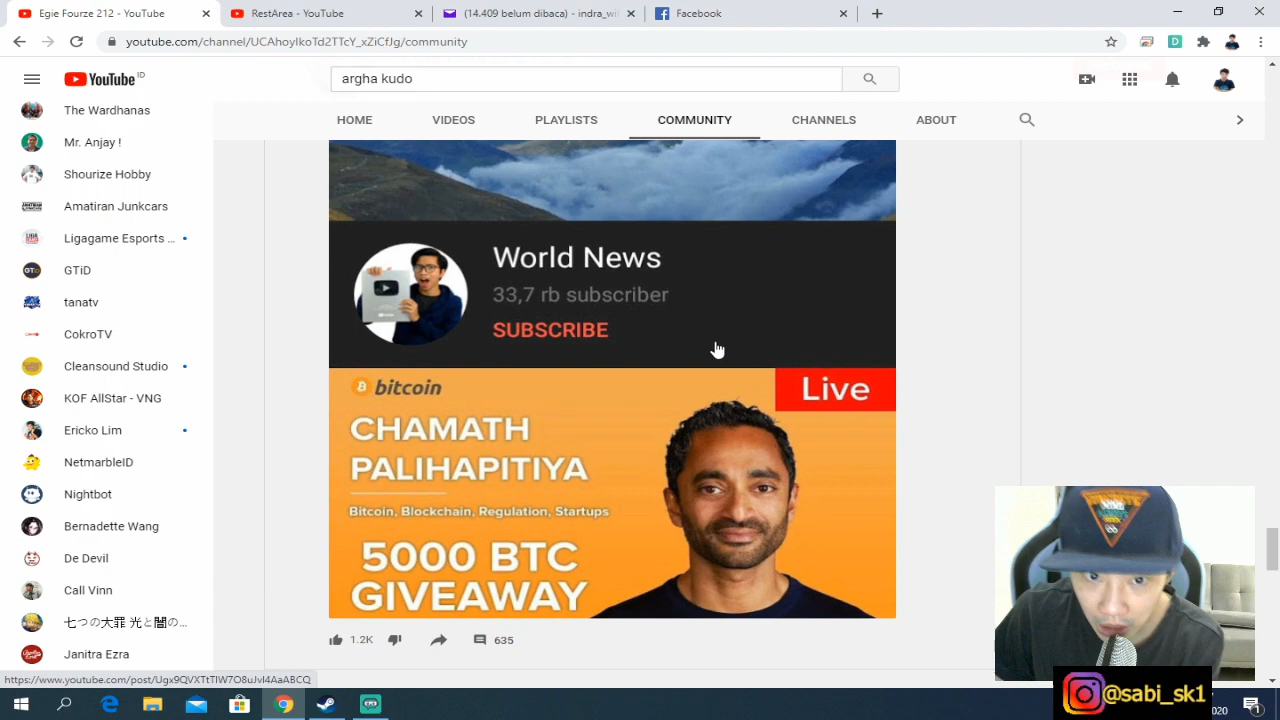 Egie Fourze 212 - YouTube
RestArea - YouTube
(14.409 belum dibaca) - indra_wi
Facebook
youtube.com/channel/UCAhoyIkoTd2TTcY_xZiCfJg/community
YouTube ID
argha kudo
HOME VIDEOS PLAYLISTS COMMUNITY CHANNELS ABOUT
The Wardhanas
Mr. Anjay !
Shourize Hobby
Amatiran Junkcars
Ligagame Esports ...
GTiD
tanatv
CokroTV
Cleansound Studio
KOF AllStar - VNG
Ericko Lim
NetmarbleID
Nightbot
Bernadette Wang
De Devil
Call Vinn
七つの大罪 光と闇の...
Janitra Ezra
World News
33,7 rb subscriber
SUBSCRIBE
bitcoin
Live
CHAMATH
PALIHAPITIYA
Bitcoin, Blockchain, Regulation, Startups
5000 BTC
GIVEAWAY
1.2K 635
https://www.youtube.com/post/Ugx9QVXTtTIW7O8uJvI4AaABCQ
@sabi_sk1